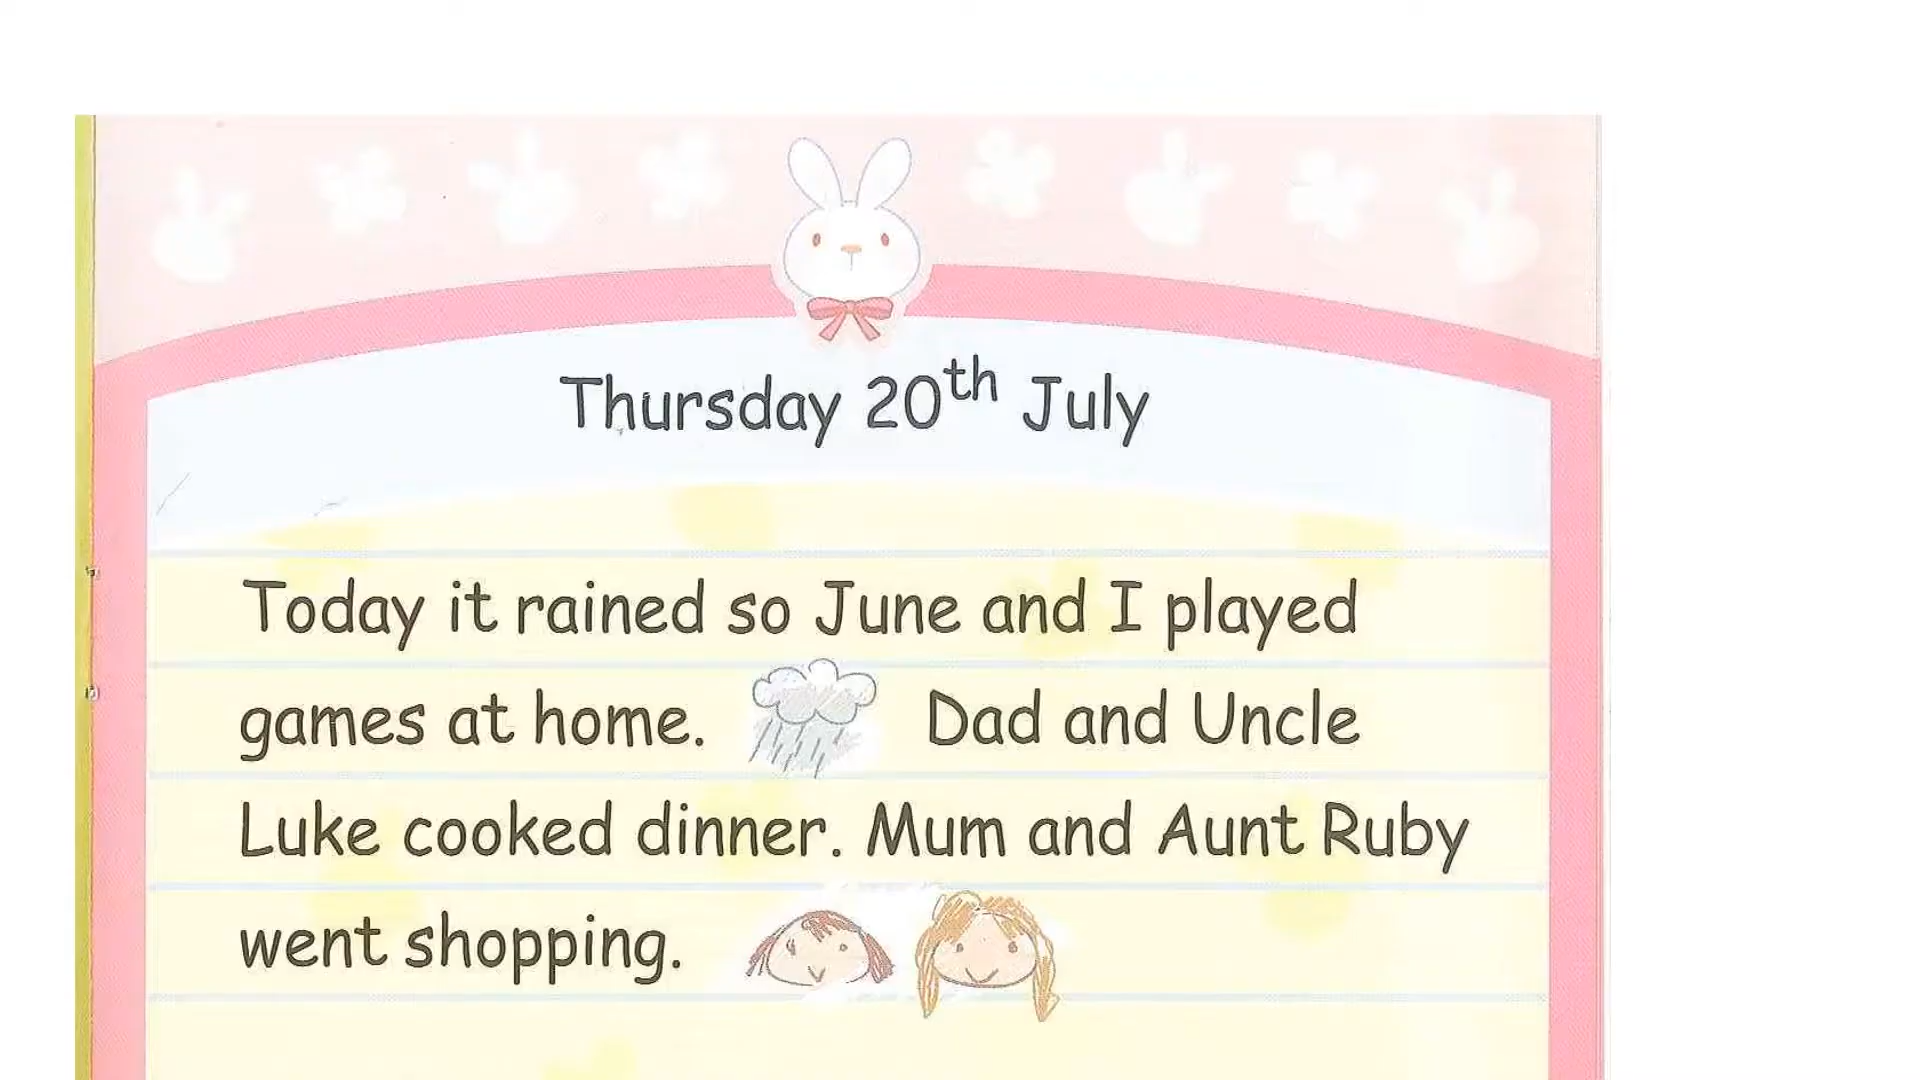 Thursday 20th July
Today it rained so June and I played
games at home. Dad and Uncle
Luke cooked dinner. Mum and Aunt Ruby
went shopping.